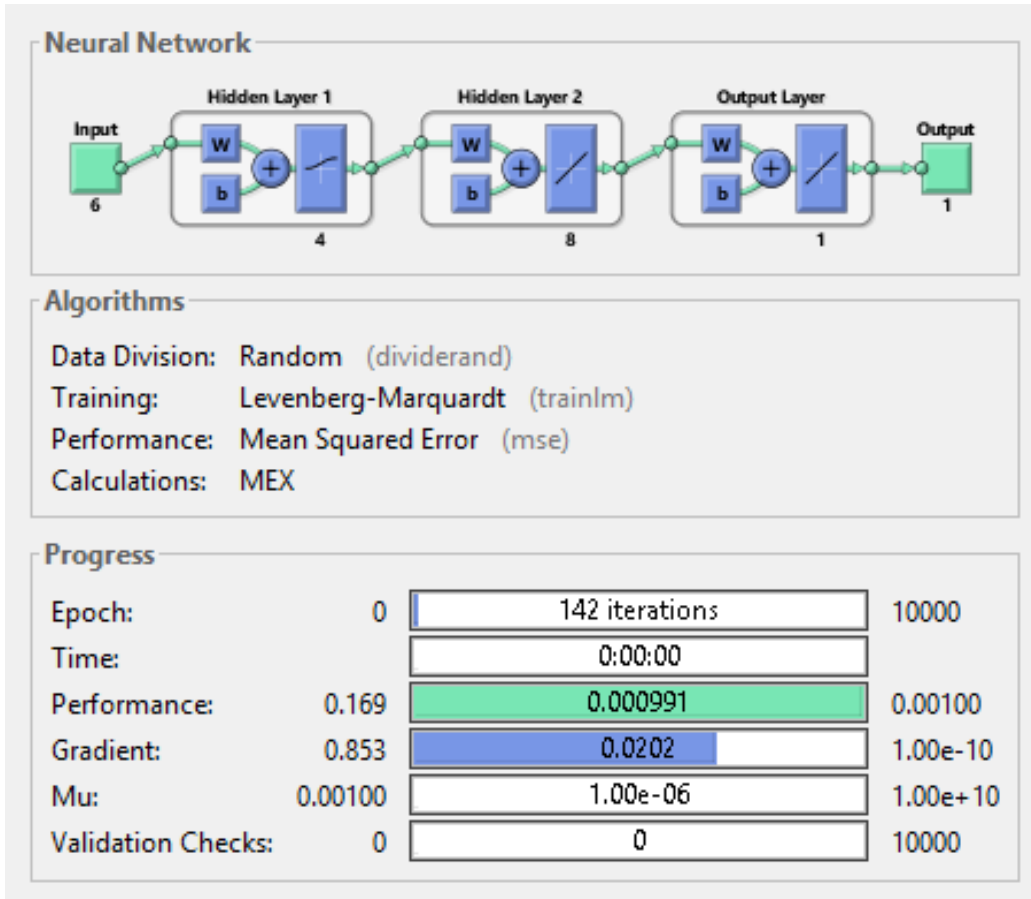 Neural Network
Hidden Layer 1 Hidden Layer 2 Output Layer
Input Output
W W W
b b b
6 1
4 8 1
Algorithms
Data Division: Random (dividerand)
Training: Levenberg-Marquardt (trainlm)
Performance: Mean Squared Error (mse)
Calculations: MEX
Progress
Epoch: 0 142 iterations 10000
Time: 0:00:00
Performance: 0.169 0.000991 0.00100
Gradient: 0.853 0.0202 1.00e-10
Mu: 0.00100 1.00e-06 1.00e+10
Validation Checks: 0 0 10000